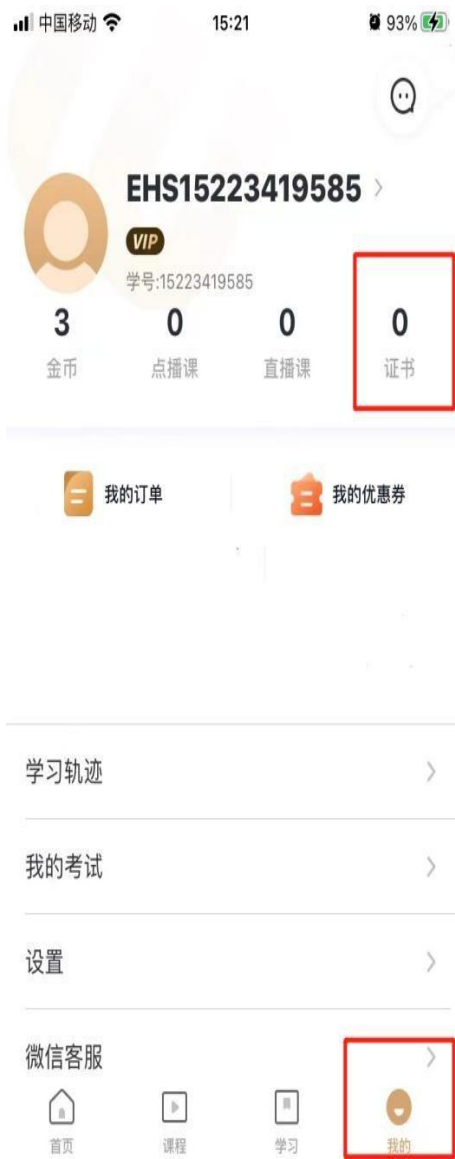 中国移动 15:21 93%
EHS15223419585
VIP
学号:15223419585
3 0 0 0
金币 点播课 直播课 证书
我的订单 我的优惠券
学习轨迹
我的考试
设置
微信客服
首页 课程 学习 我的